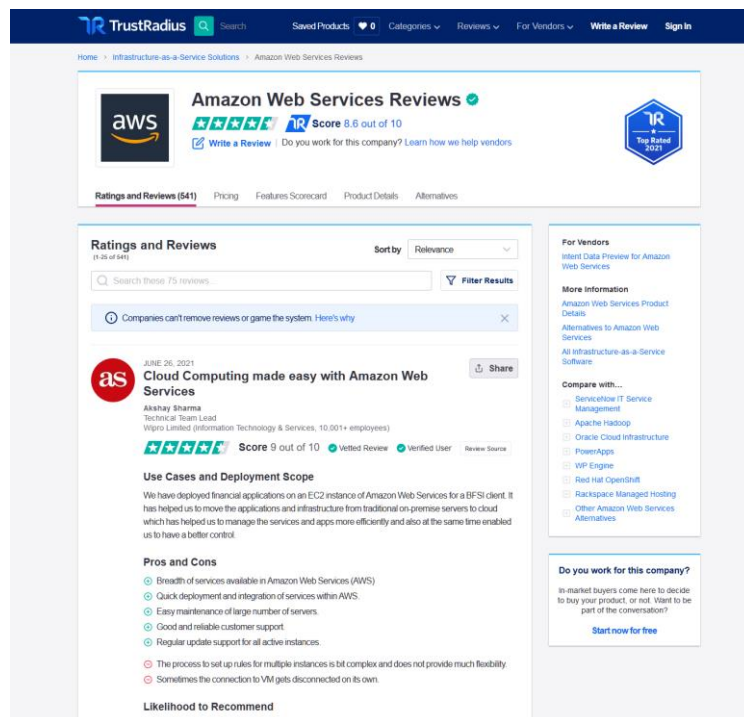 TrustRadius
Search
Saved Products 0
Categories
Reviews
For Vendors
Write a Review
Sign In
Home › Infrastructure-as-a-Service Solutions › Amazon Web Services Reviews
aws
Amazon Web Services Reviews
Score 8.6 out of 10
Write a Review | Do you work for this company? Learn how we help vendors
Top Rated
2021
Ratings and Reviews (541)
Pricing
Features Scorecard
Product Details
Alternatives
Ratings and Reviews
(1-25 of 541)
Sort by
Relevance
Search these 75 reviews
Filter Results
Companies can't remove reviews or game the system. Here's why
as
JUNE 26, 2021
Share
Cloud Computing made easy with Amazon Web
Services
Akshay Sharma
Technical Team Lead
Wipro Limited (Information Technology & Services, 10,001+ employees)
Score 9 out of 10
Vetted Review
Verified User
Review Source
Use Cases and Deployment Scope
We have deployed financial applications on an EC2 instance of Amazon Web Services for a BFSI client. It
has helped us to move the applications and infrastructure from traditional on-premise servers to cloud
which has helped us to manage the services and apps more efficiently and also at the same time enabled
us to have a better control.
Pros and Cons
Breadth of services available in Amazon Web Services (AWS)
Quick deployment and integration of services within AWS.
Easy maintenance of large number of servers.
Good and reliable customer support.
Regular update support for all active instances.
The process to set up rules for multiple instances is bit complex and does not provide much flexibility.
Sometimes the connection to VM gets disconnected on its own.
Likelihood to Recommend
For Vendors
Intent Data Preview for Amazon
Web Services
More Information
Amazon Web Services Product
Details
Alternatives to Amazon Web
Services
All Infrastructure-as-a-Service
Software
Compare with...
ServiceNow IT Service
Management
Apache Hadoop
Oracle Cloud Infrastructure
PowerApps
WP Engine
Red Hat OpenShift
Rackspace Managed Hosting
Other Amazon Web Services
Alternatives
Do you work for this company?
In-market buyers come here to decide
to buy your product, or not. Want to be
part of the conversation?
Start now for free